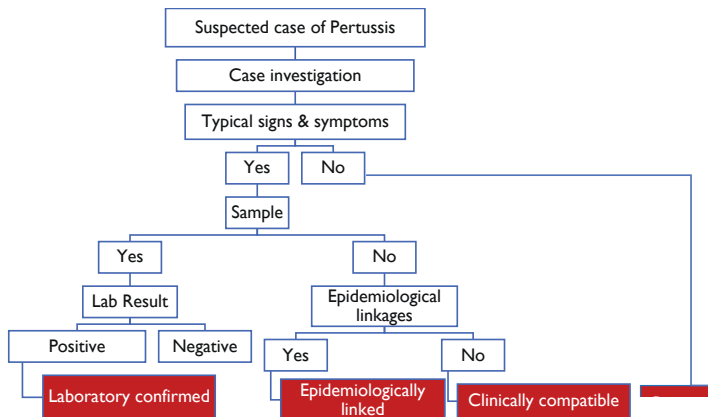 Suspected case of Pertussis
Case investigation
Typical signs & symptoms
Yes
No
Sample
Yes
No
Lab Result
Epidemiological
linkages
Positive
Negative
Yes
No
Laboratory confirmed
Epidemiologically
linked
Clinically compatible